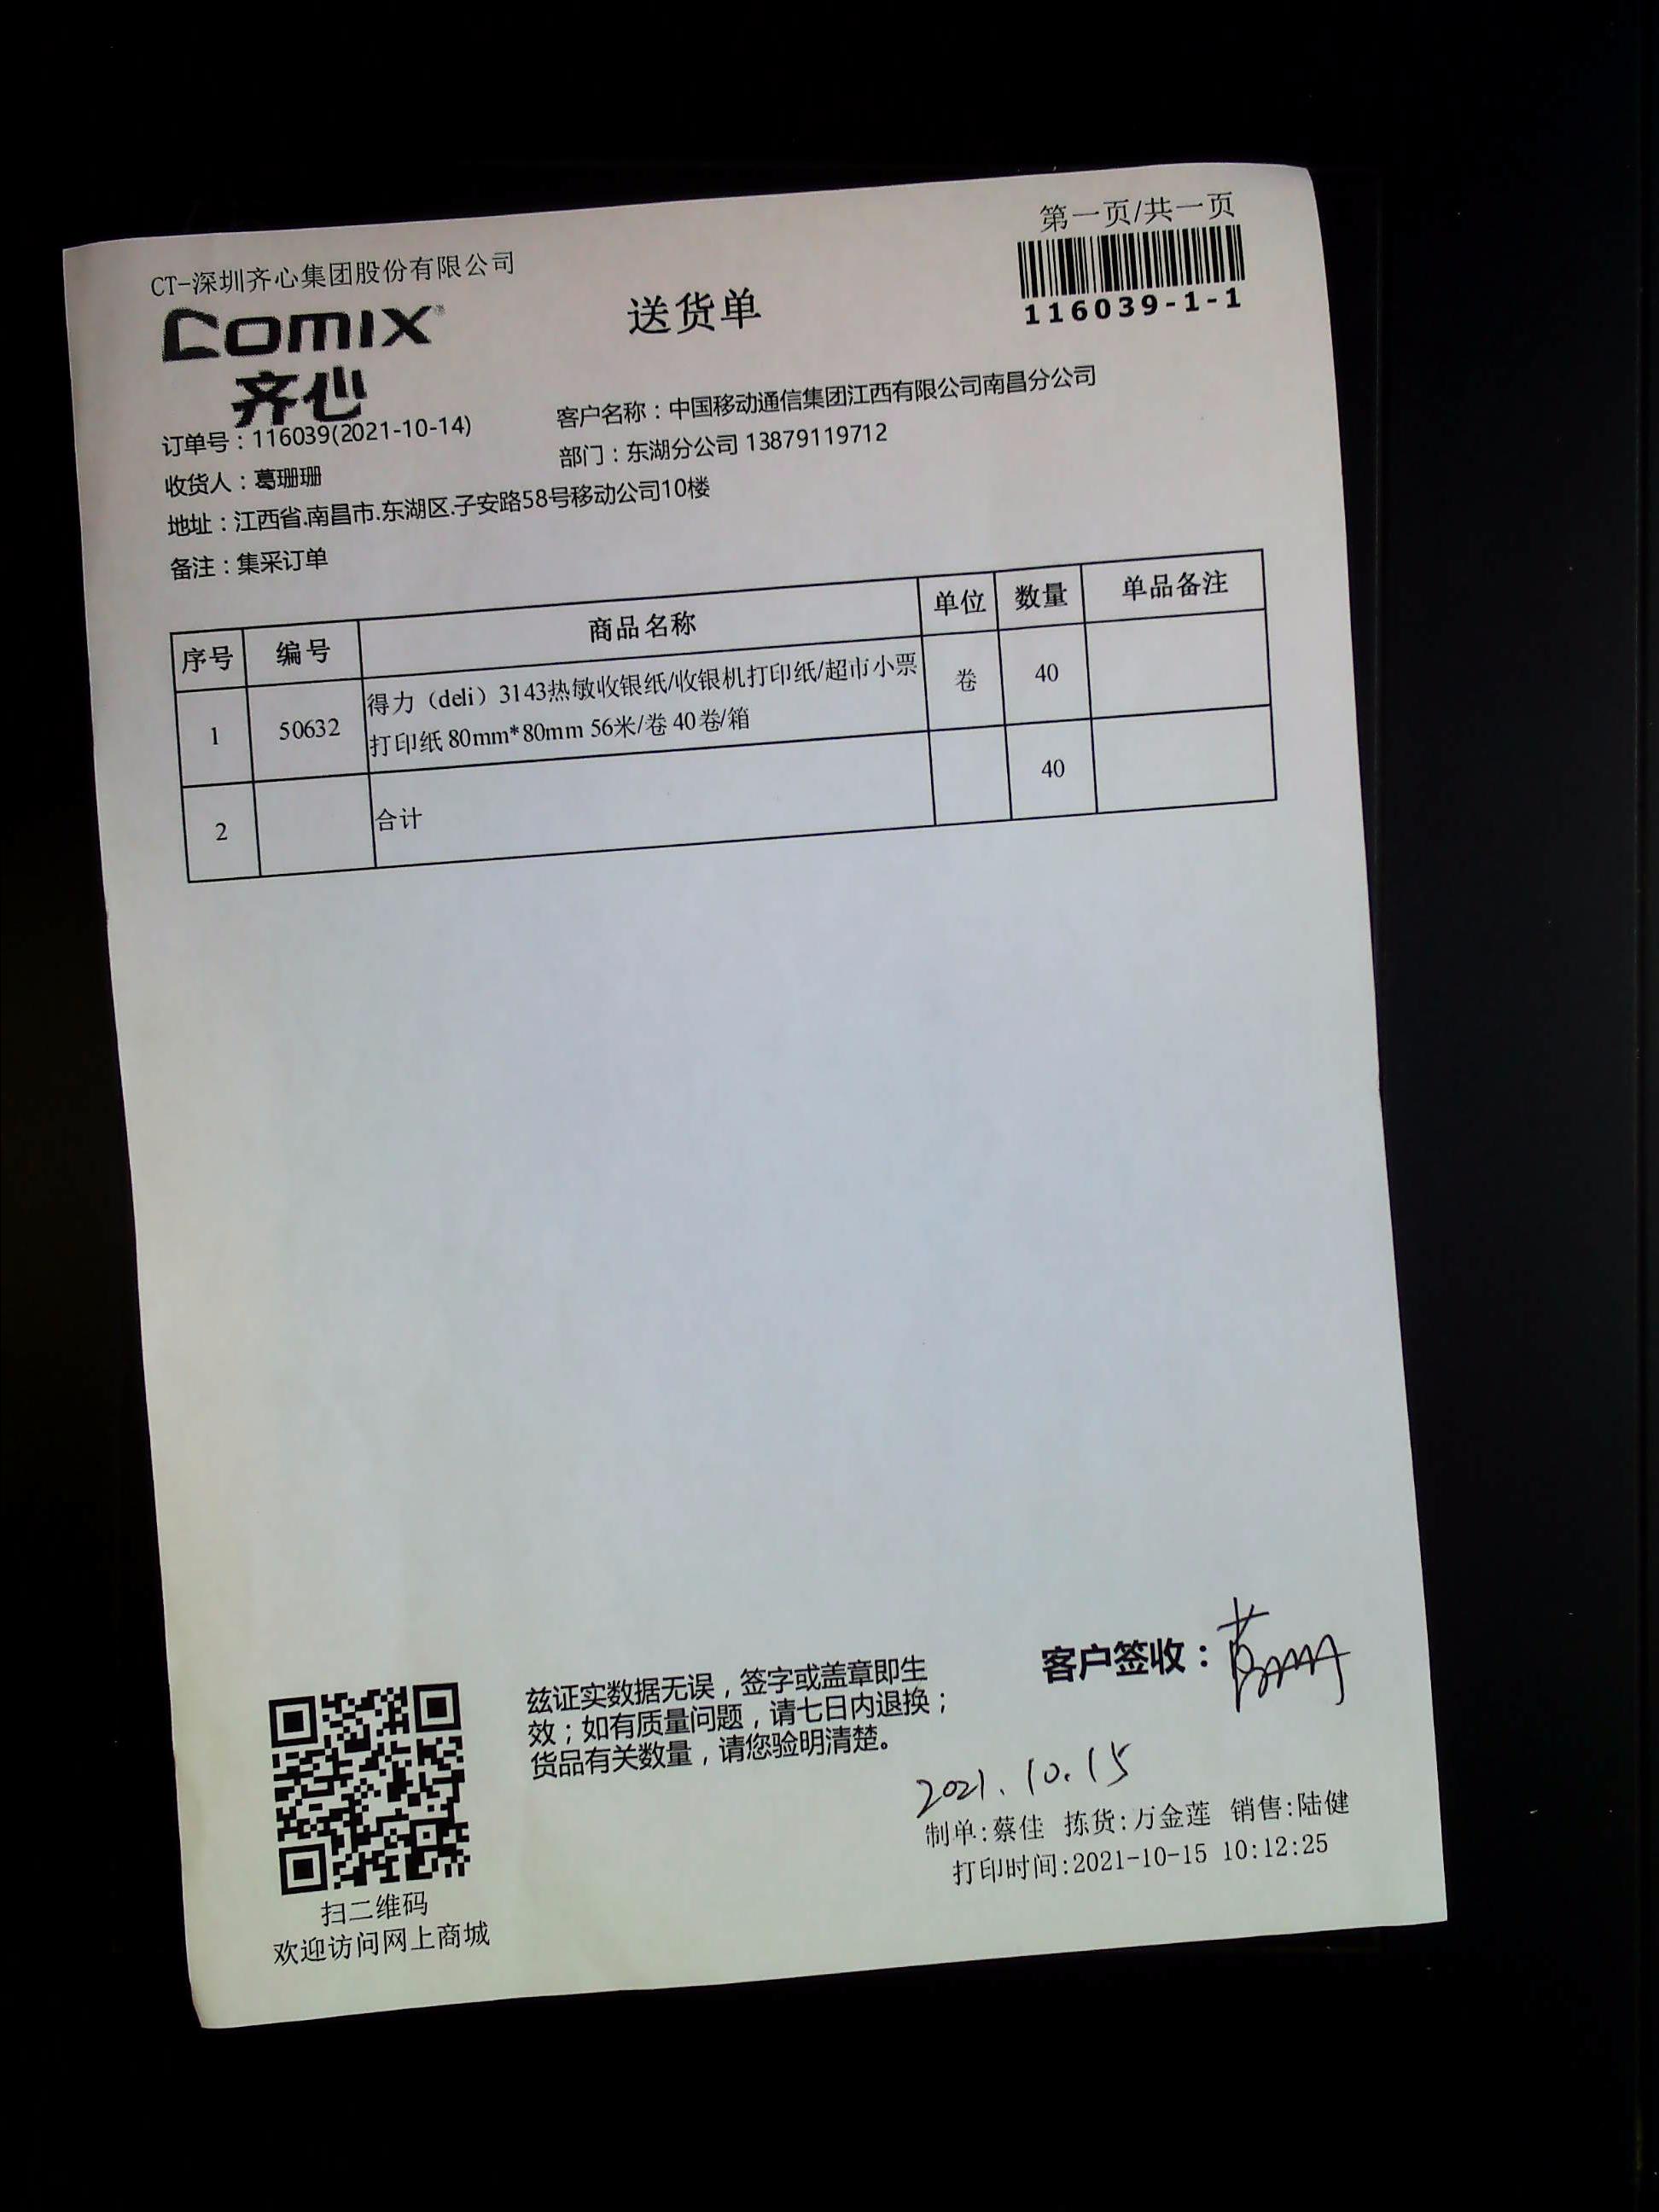 第一页/共一页
CT-深圳齐心集团股份有限公司
comix
齐心
送货单
116039-1-1
订单号：116039(2021-10-14)
客户名称：中国移动通信集团江西有限公司南昌分公司
收货人：葛珊珊
部门：东湖分公司 13879119712
地址：江西省.南昌市.东湖区.子安路58号移动公司10楼
备注：集采订单
序号 编号 商品名称 单位 数量 单品备注
1 50632 得力（deli）3143热敏收银纸/收银机打印纸/超市小票 卷 40
打印纸 80mm*80mm 56米/卷 40卷/箱
2 合计 40
兹证实数据无误，签字或盖章即生
效；如有质量问题，请七日内退换；
货品有关数量，请您验明清楚。
客户签收：
2021.10.15
制单:蔡佳 拣货:万金莲 销售:陆健
打印时间:2021-10-15 10:12:25
扫二维码
欢迎访问网上商城